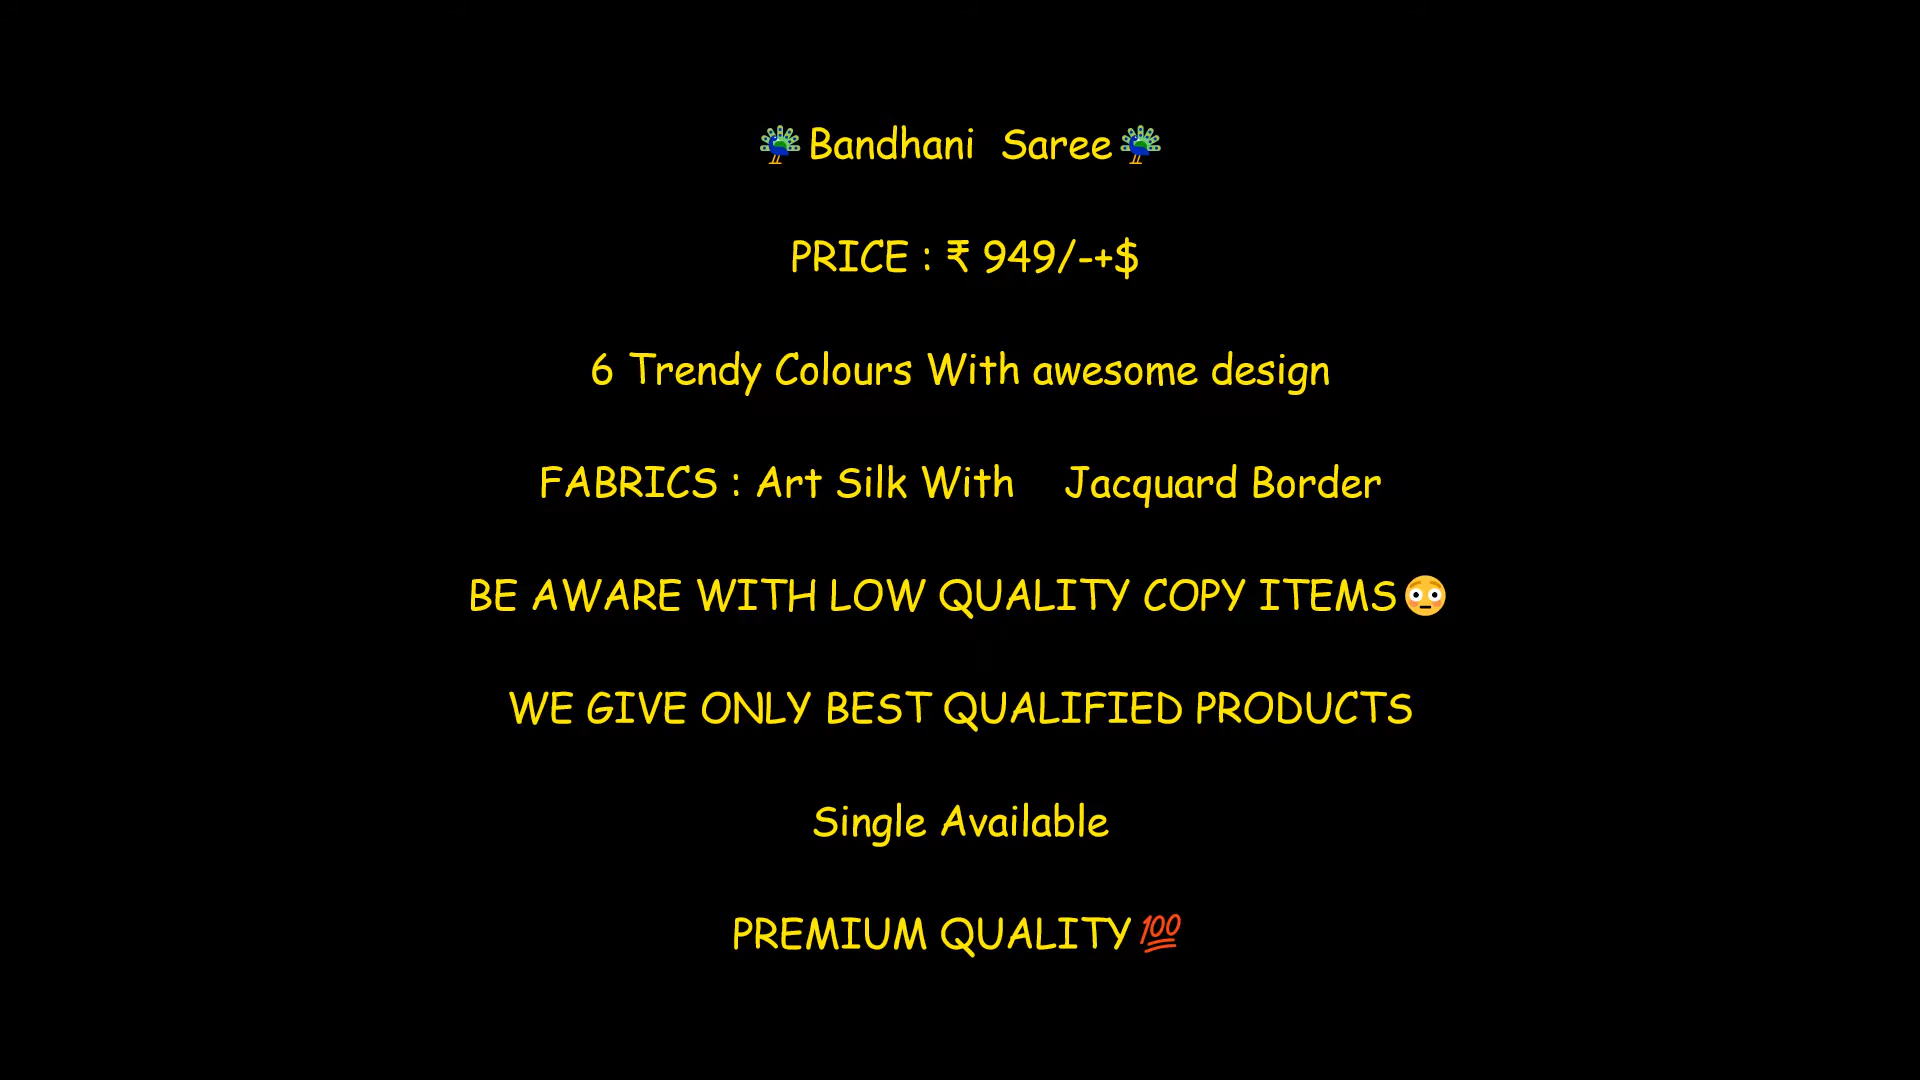 🦚Bandhani  Saree🦚
PRICE : ₹ 949/-+$
6 Trendy Colours With awesome design
FABRICS : Art Silk With    Jacquard Border
BE AWARE WITH LOW QUALITY COPY ITEMS😳
WE GIVE ONLY BEST QUALIFIED PRODUCTS
Single Available
PREMIUM QUALITY💯